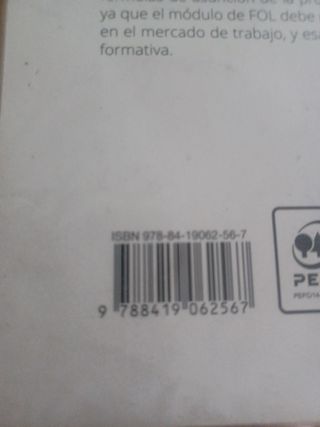 ya que el módulo de FOL debe
en el mercado de trabajo, y es
formativa.
ISBN 978-84-19062-56-7
9 788419 062567
PE